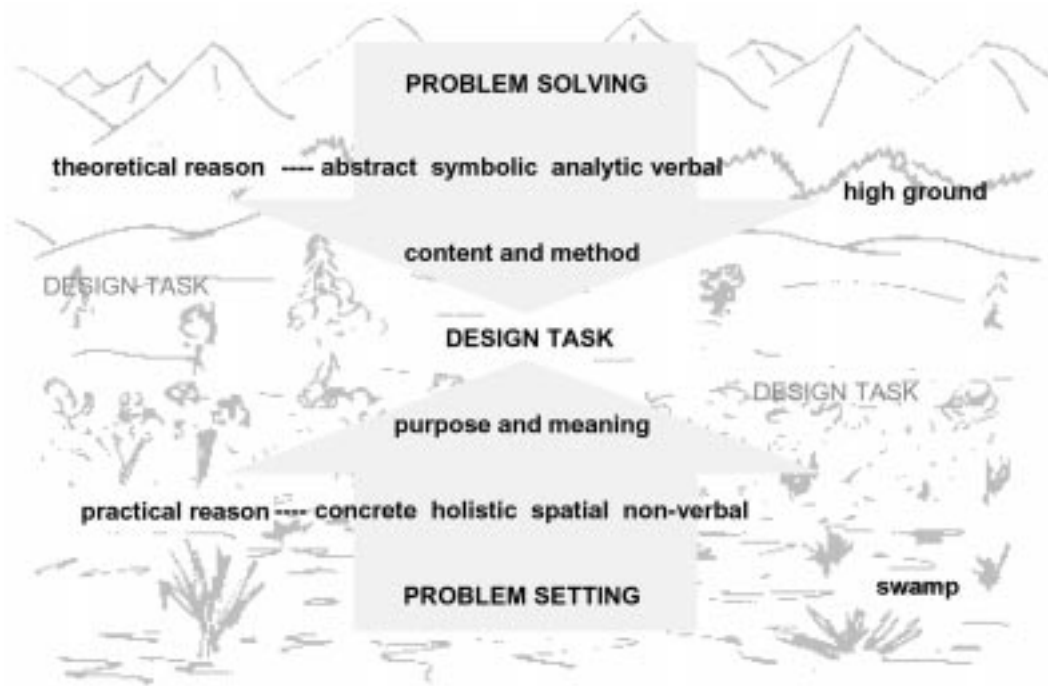 PROBLEM SOLVING
theoretical reason ---- abstract symbolic analytic verbal
high ground
content and method
DESIGN TASK
DESIGN TASK
DESIGN TASK
purpose and meaning
practical reason ---- concrete holistic spatial non-verbal
swamp
PROBLEM SETTING